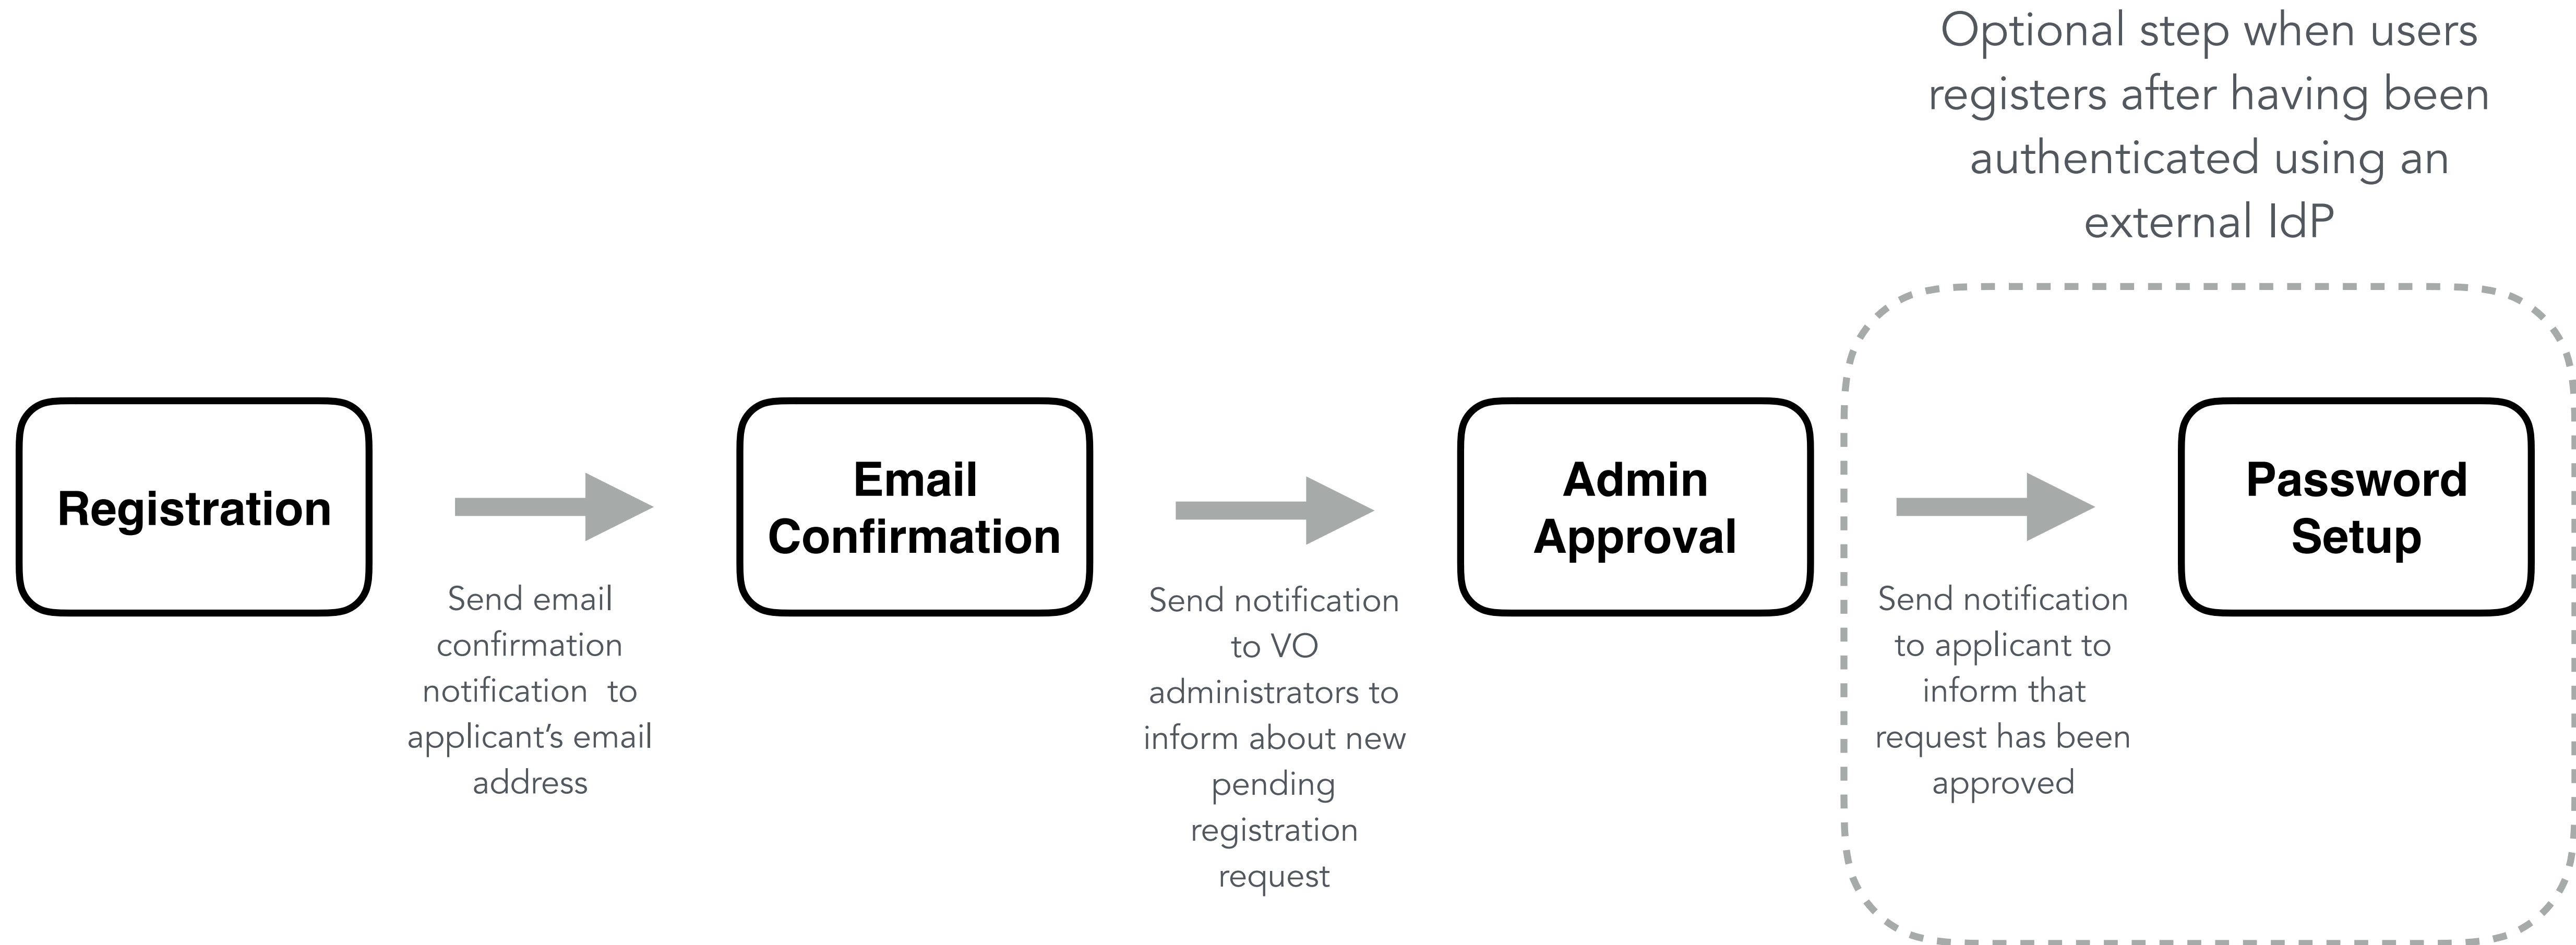 Optional step when users
registers after having been
authenticated using an
external IdP
Registration
Send email
confirmation
notification  to
applicant’s email
address
Email
Confirmation
Send notification
to VO
administrators to
inform about new
pending
registration
request
Admin
Approval
Send notification
to applicant to
inform that
request has been
approved
Password
Setup